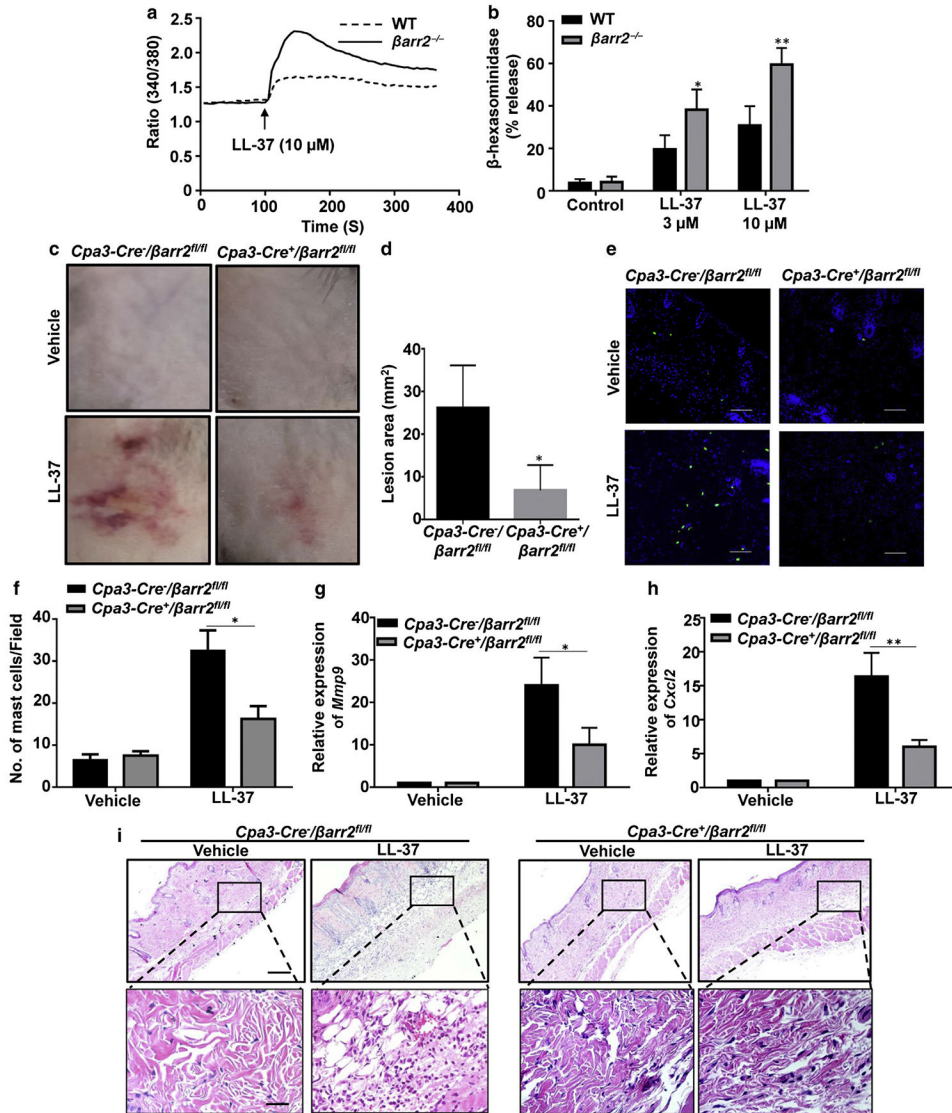 a
WT
βarr2⁻/⁻
Ratio (340/380)
2.5
2.0
1.5
1.0
0.5
0
0
100
200
300
400
LL-37 (10 µM)
Time (S)
b
WT
βarr2⁻/⁻
β-hexasominidase
(% release)
80
60
40
20
0
*
**
Control
LL-37
3 µM
LL-37
10 µM
c
Cpa3-Cre⁻/βarr2fl/fl
Cpa3-Cre⁺/βarr2fl/fl
Vehicle
LL-37
d
Lesion area (mm²)
40
30
20
10
0
*
Cpa3-Cre⁻/
βarr2fl/fl
Cpa3-Cre⁺/
βarr2fl/fl
e
Cpa3-Cre⁻/βarr2fl/fl
Cpa3-Cre⁺/βarr2fl/fl
Vehicle
LL-37
f
Cpa3-Cre⁻/βarr2fl/fl
Cpa3-Cre⁺/βarr2fl/fl
No. of mast cells/Field
40
30
20
10
0
*
Vehicle
LL-37
g
Cpa3-Cre⁻/βarr2fl/fl
Cpa3-Cre⁺/βarr2fl/fl
Relative expression
of Mmp9
40
30
20
10
0
*
Vehicle
LL-37
h
Cpa3-Cre⁻/βarr2fl/fl
Cpa3-Cre⁺/βarr2fl/fl
Relative expression
of Cxcl2
25
20
15
10
5
0
**
Vehicle
LL-37
i
Cpa3-Cre⁻/βarr2fl/fl
Vehicle
LL-37
Cpa3-Cre⁺/βarr2fl/fl
Vehicle
LL-37